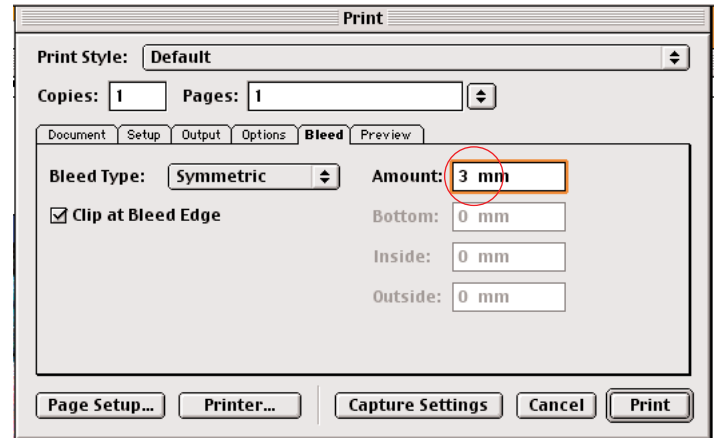 Print
Print Style: Default
Copies: 1 Pages: 1
Document Setup Output Options Bleed Preview
Bleed Type: Symmetric Amount: 3 mm
Clip at Bleed Edge Bottom: 0 mm
Inside: 0 mm
Outside: 0 mm
Page Setup... Printer... Capture Settings Cancel Print